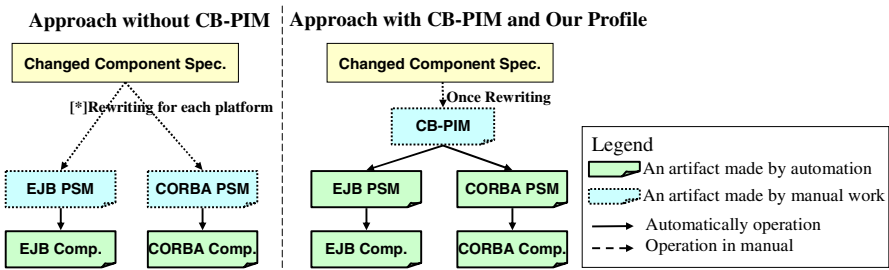 Approach without CB-PIM
Approach with CB-PIM and Our Profile
Changed Component Spec.
[*]Rewriting for each platform
EJB PSM
CORBA PSM
EJB Comp.
CORBA Comp.
Changed Component Spec.
Once Rewriting
CB-PIM
EJB PSM
CORBA PSM
EJB Comp.
CORBA Comp.
Legend
An artifact made by automation
An artifact made by manual work
Automatically operation
Operation in manual